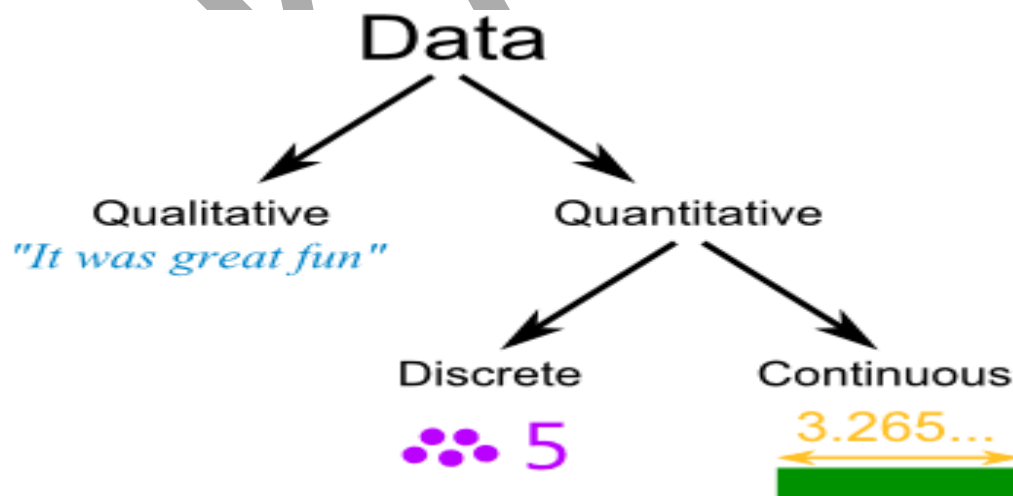 Data
Qualitative Quantitative
"It was great fun"
Discrete Continuous
5 3.265...